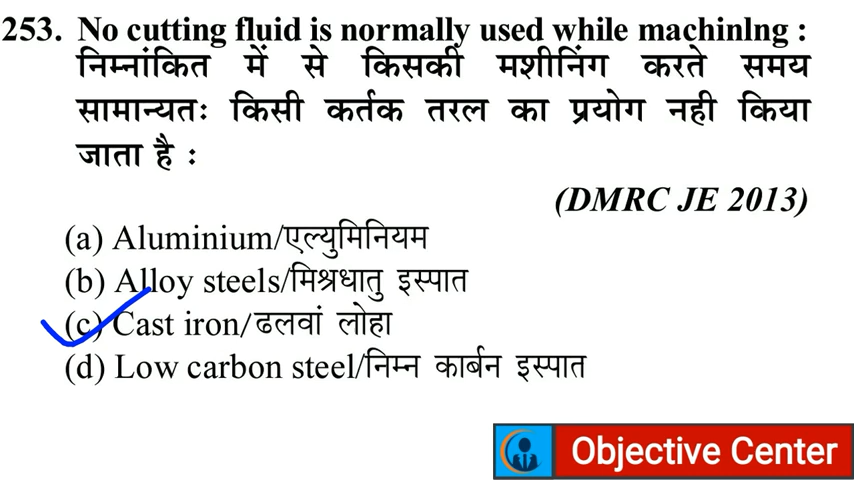 253. No cutting fluid is normally used while machinlng :
निम्नांकित में से किसकी मशीनिंग करते समय
सामान्यतः किसी कर्तक तरल का प्रयोग नही किया
जाता है :
(DMRC JE 2013)
(a) Aluminium/एल्युमिनियम
(b) Alloy steels/मिश्रधातु इस्पात
(c) Cast iron/ढलवां लोहा
(d) Low carbon steel/निम्न कार्बन इस्पात
Objective Center